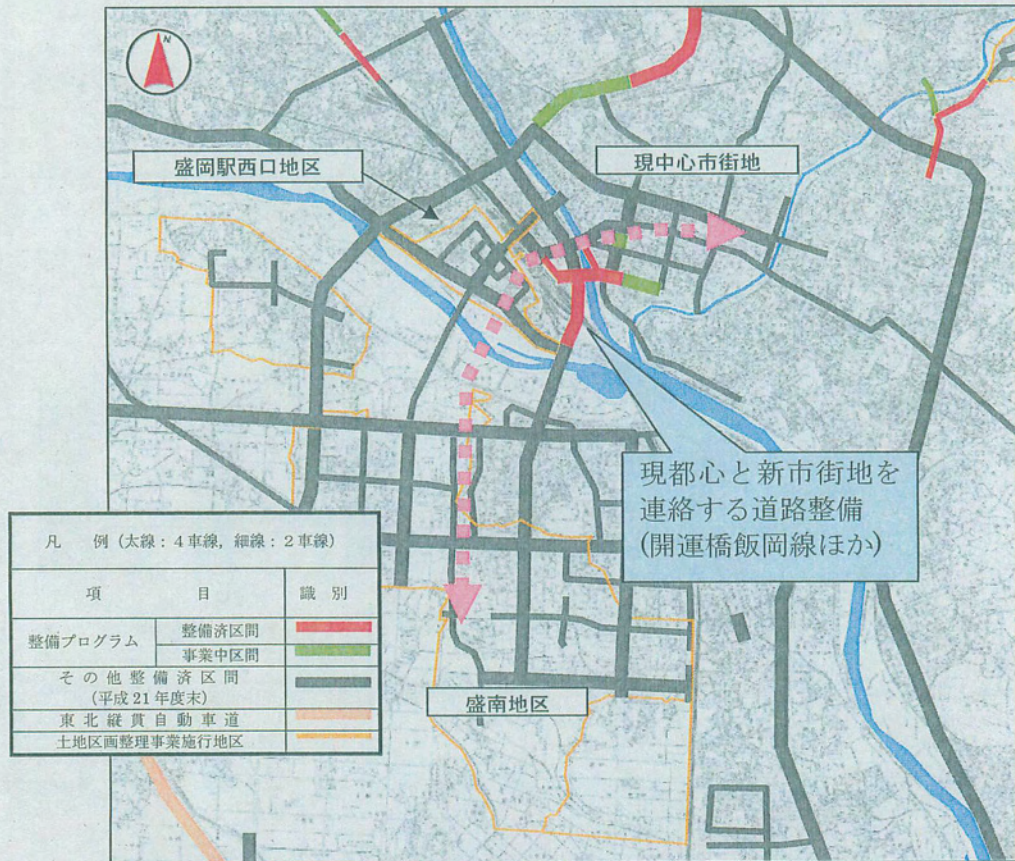 N
盛岡駅西口地区
現中心市街地
現都心と新市街地を
連絡する道路整備
(開運橋飯岡線ほか)
凡 例 (太線：4車線，細線：2車線)
項 目 識 別
整備プログラム 整備済区間
事業中区間
その他整備済区間
(平成21年度末)
東北縦貫自動車道
土地区画整理事業施行地区
盛南地区